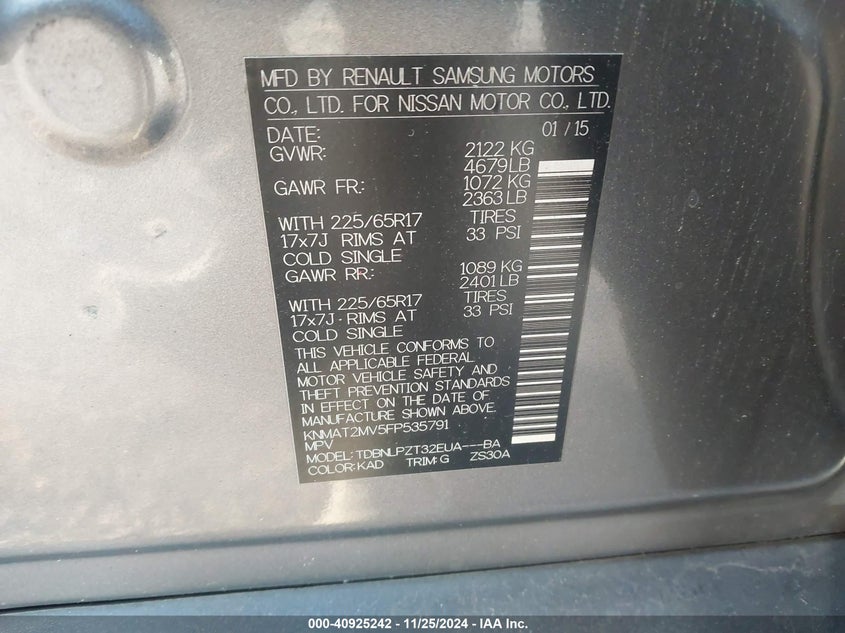 MFD BY RENAULT SAMSUNG MOTORS
CO., LTD. FOR NISSAN MOTOR CO., LTD.
DATE: 01 / 15
GVWR: 2122 KG
4679 LB
GAWR FR.: 1072 KG
2363 LB
WITH 225/65R17 TIRES
17x7J RIMS AT 33 PSI
COLD SINGLE
GAWR RR.: 1089 KG
2401 LB
WITH 225/65R17 TIRES
17x7J RIMS AT 33 PSI
COLD SINGLE
THIS VEHICLE CONFORMS TO
ALL APPLICABLE FEDERAL
MOTOR VEHICLE SAFETY AND
THEFT PREVENTION STANDARDS
IN EFFECT ON THE DATE OF
MANUFACTURE SHOWN ABOVE.
KNMAT2MV5FP535791
MPV
MODEL: TDBNLPZT32EUA---BA
COLOR: KAD TRIM: G ZS30A
000-40925242 - 11/25/2024 - IAA Inc.